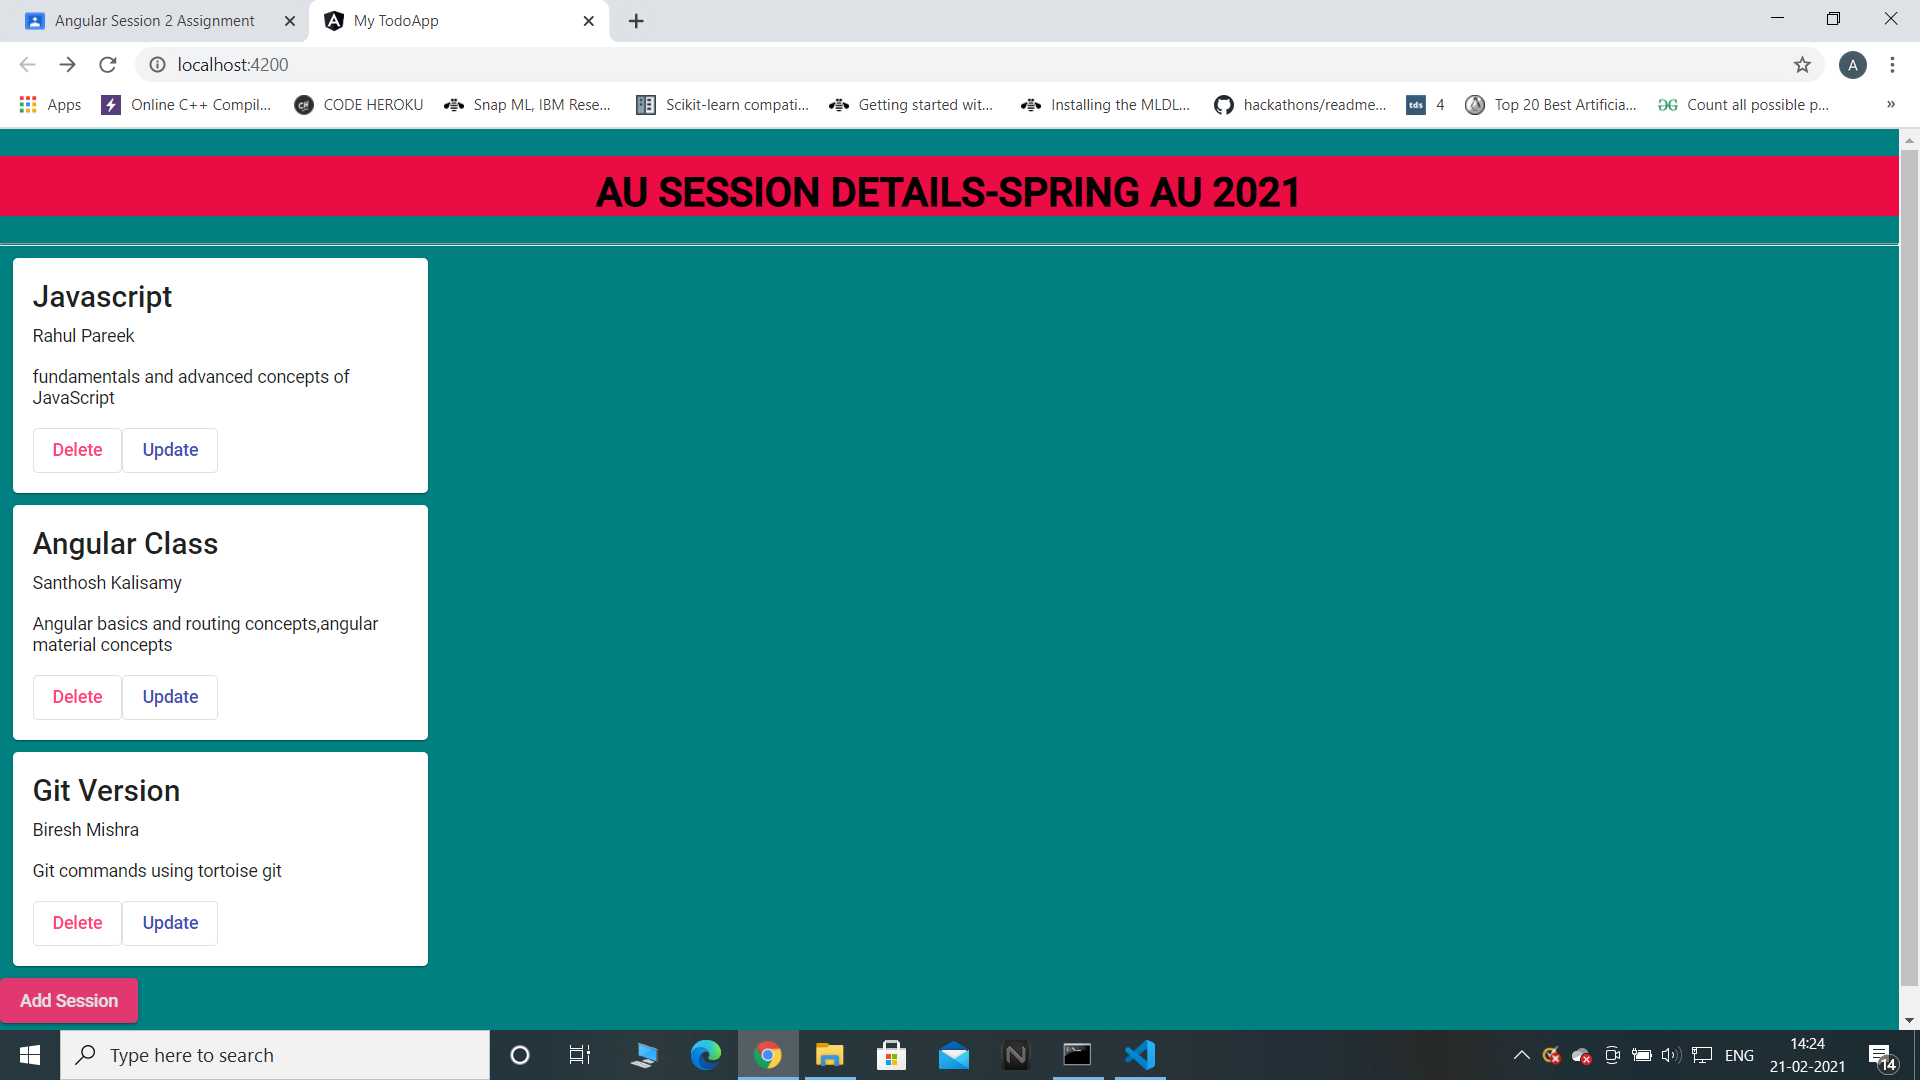 Angular Session 2 Assignment
My TodoApp
localhost:4200
A
Apps
Online C++ Compil...
CODE HEROKU
Snap ML, IBM Rese...
Scikit-learn compati...
Getting started wit...
Installing the MLDL...
hackathons/readme...
tds
4
Top 20 Best Artificia...
Count all possible p...
»
AU SESSION DETAILS-SPRING AU 2021
Javascript
Rahul Pareek
fundamentals and advanced concepts of
JavaScript
Delete
Update
Angular Class
Santhosh Kalisamy
Angular basics and routing concepts,angular
material concepts
Delete
Update
Git Version
Biresh Mishra
Git commands using tortoise git
Delete
Update
Add Session
Type here to search
N
ENG
14:24
21-02-2021
14